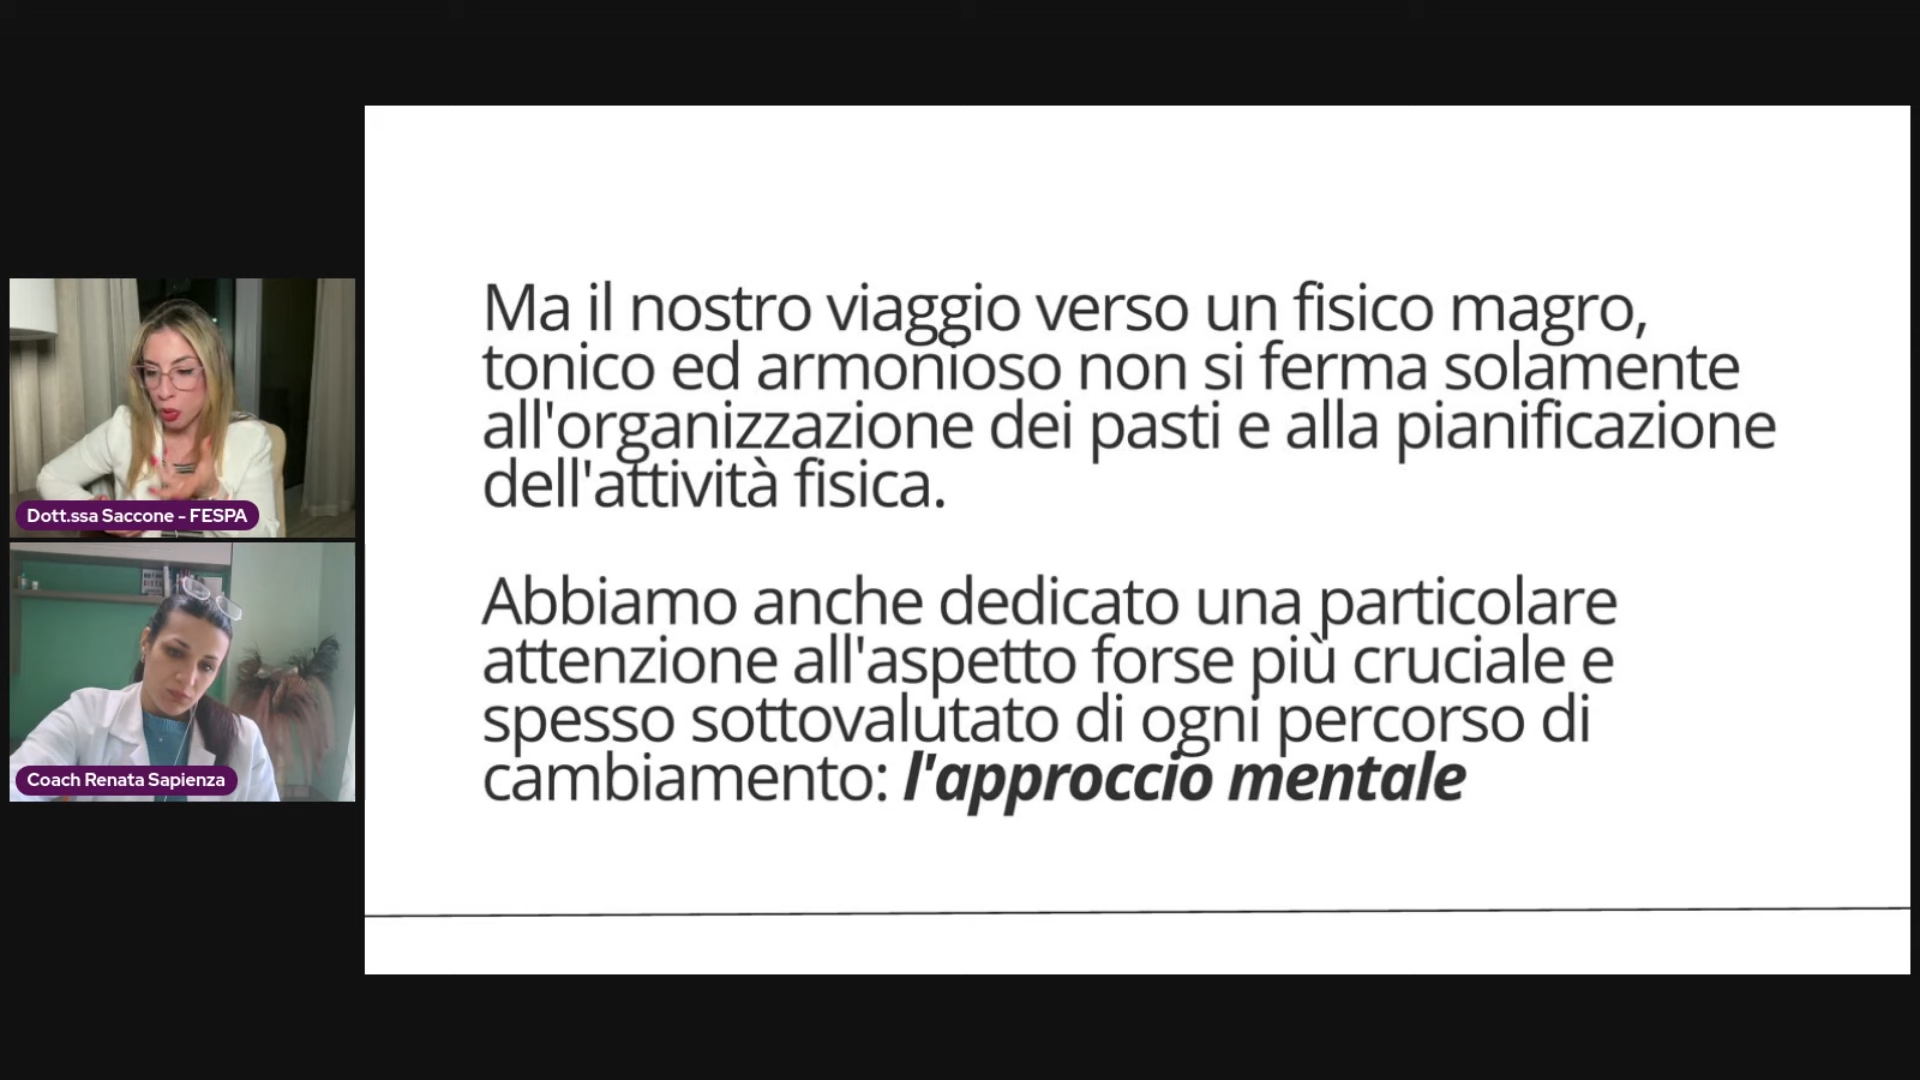 Ma il nostro viaggio verso un fisico magro,
tonico ed armonioso non si ferma solamente
all'organizzazione dei pasti e alla pianificazione
dell'attività fisica.
Abbiamo anche dedicato una particolare
attenzione all'aspetto forse più cruciale e
spesso sottovalutato di ogni percorso di
cambiamento: l'approccio mentale
Dott.ssa Saccone - FESPA
Coach Renata Sapienza